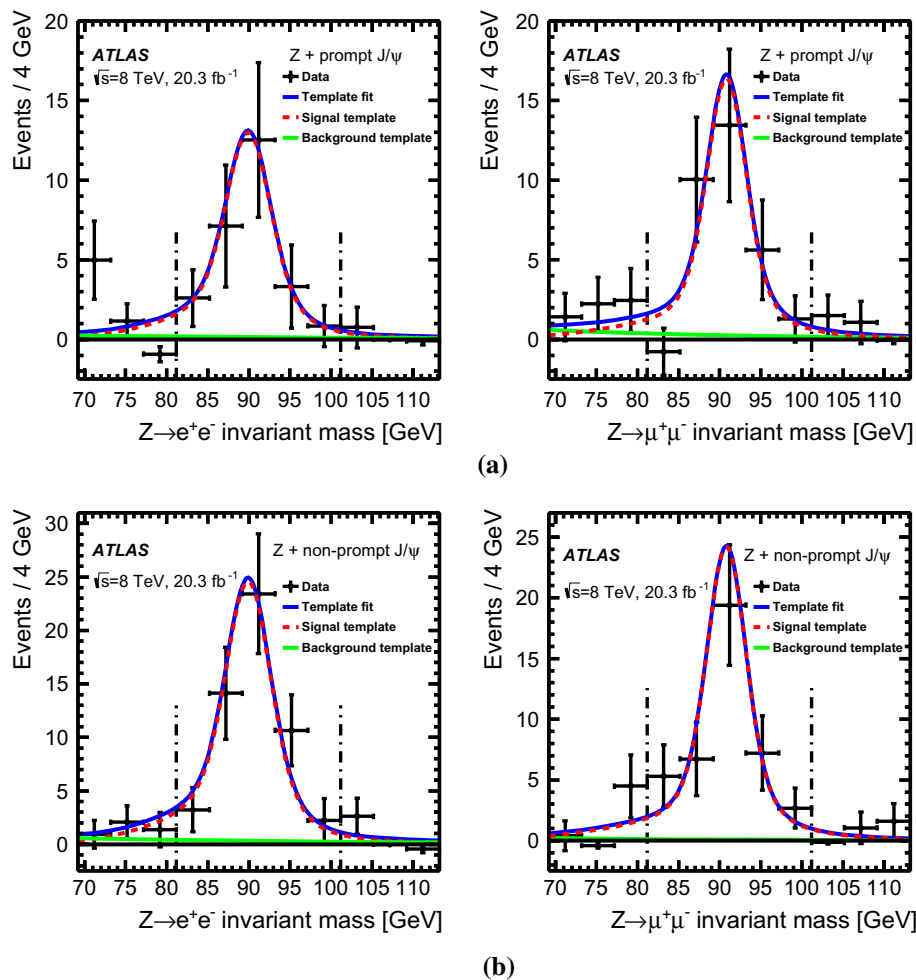 Events / 4 GeV
20
15
10
5
0
ATLAS
√s=8 TeV, 20.3 fb⁻¹
Z + prompt J/ψ
Data
Template fit
Signal template
Background template
70 75 80 85 90 95 100 105 110
Z→e⁺e⁻ invariant mass [GeV]
Events / 4 GeV
20
15
10
5
0
ATLAS
√s=8 TeV, 20.3 fb⁻¹
Z + prompt J/ψ
Data
Template fit
Signal template
Background template
70 75 80 85 90 95 100 105 110
Z→μ⁺μ⁻ invariant mass [GeV]
(a)
Events / 4 GeV
30
25
20
15
10
5
0
ATLAS
√s=8 TeV, 20.3 fb⁻¹
Z + non-prompt J/ψ
Data
Template fit
Signal template
Background template
70 75 80 85 90 95 100 105 110
Z→e⁺e⁻ invariant mass [GeV]
Events / 4 GeV
25
20
15
10
5
0
ATLAS
√s=8 TeV, 20.3 fb⁻¹
Z + non-prompt J/ψ
Data
Template fit
Signal template
Background template
70 75 80 85 90 95 100 105 110
Z→μ⁺μ⁻ invariant mass [GeV]
(b)